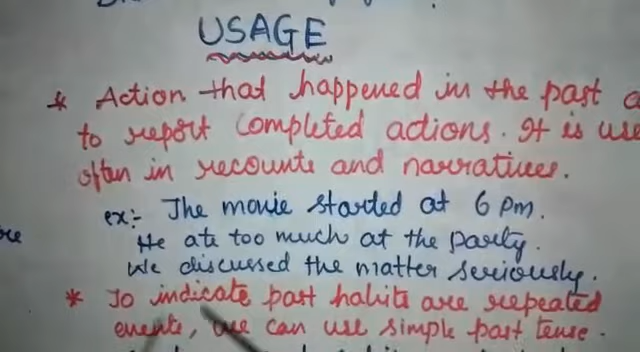 USAGE
* Action that happened in the past
to report completed actions. It is
often in recounts and narratives.
ex:- The movie started at 6 pm.
He ate too much at the party.
We discussed the matter seriously.
* To indicate past habits are repeated
events, we can use simple past tense.